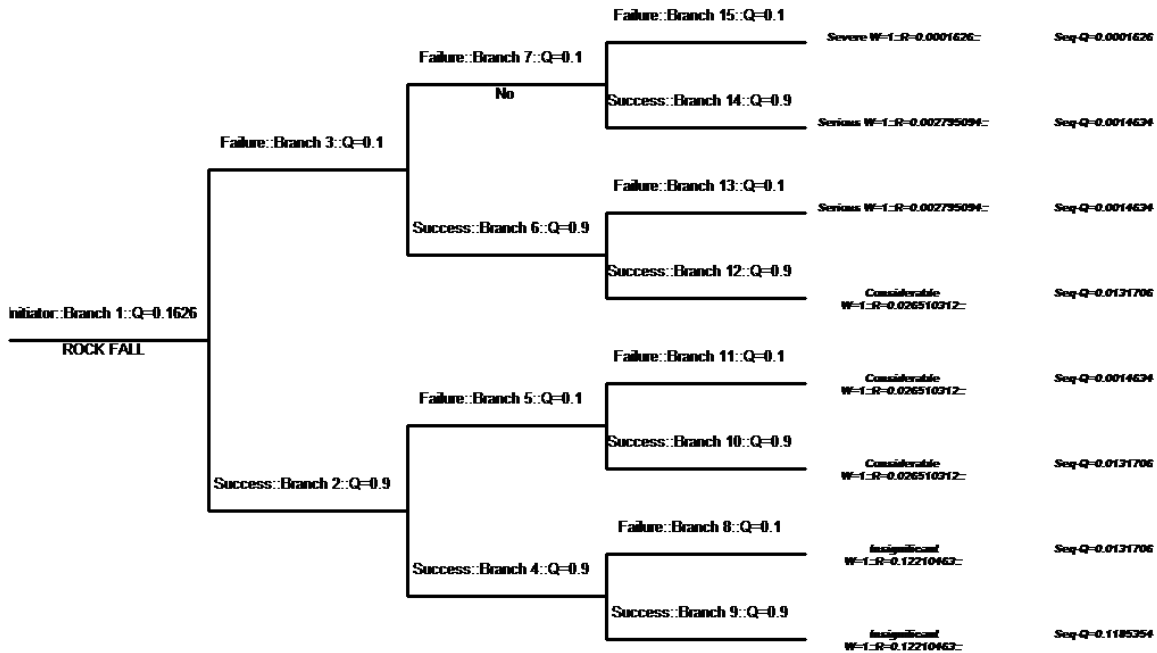 Failure::Branch 15::Q=0.1
Severe W=1::R=0.0001626::
Seq-Q=0.0001626
Failure::Branch 7::Q=0.1
No
Success::Branch 14::Q=0.9
Serious W=1::R=0.002795094::
Seq-Q=0.0014634
Failure::Branch 3::Q=0.1
Failure::Branch 13::Q=0.1
Serious W=1::R=0.002795094::
Seq-Q=0.0014634
Success::Branch 6::Q=0.9
Success::Branch 12::Q=0.9
Considerable
W=1::R=0.026510312::
Seq-Q=0.0131706
Initiator::Branch 1::Q=0.1626
ROCK FALL
Failure::Branch 11::Q=0.1
Considerable
W=1::R=0.026510312::
Seq-Q=0.0014634
Failure::Branch 5::Q=0.1
Success::Branch 10::Q=0.9
Considerable
W=1::R=0.026510312::
Seq-Q=0.0131706
Success::Branch 2::Q=0.9
Failure::Branch 8::Q=0.1
Insignificant
W=1::R=0.12210463::
Seq-Q=0.0131706
Success::Branch 4::Q=0.9
Success::Branch 9::Q=0.9
Insignificant
W=1::R=0.12210463::
Seq-Q=0.1185354